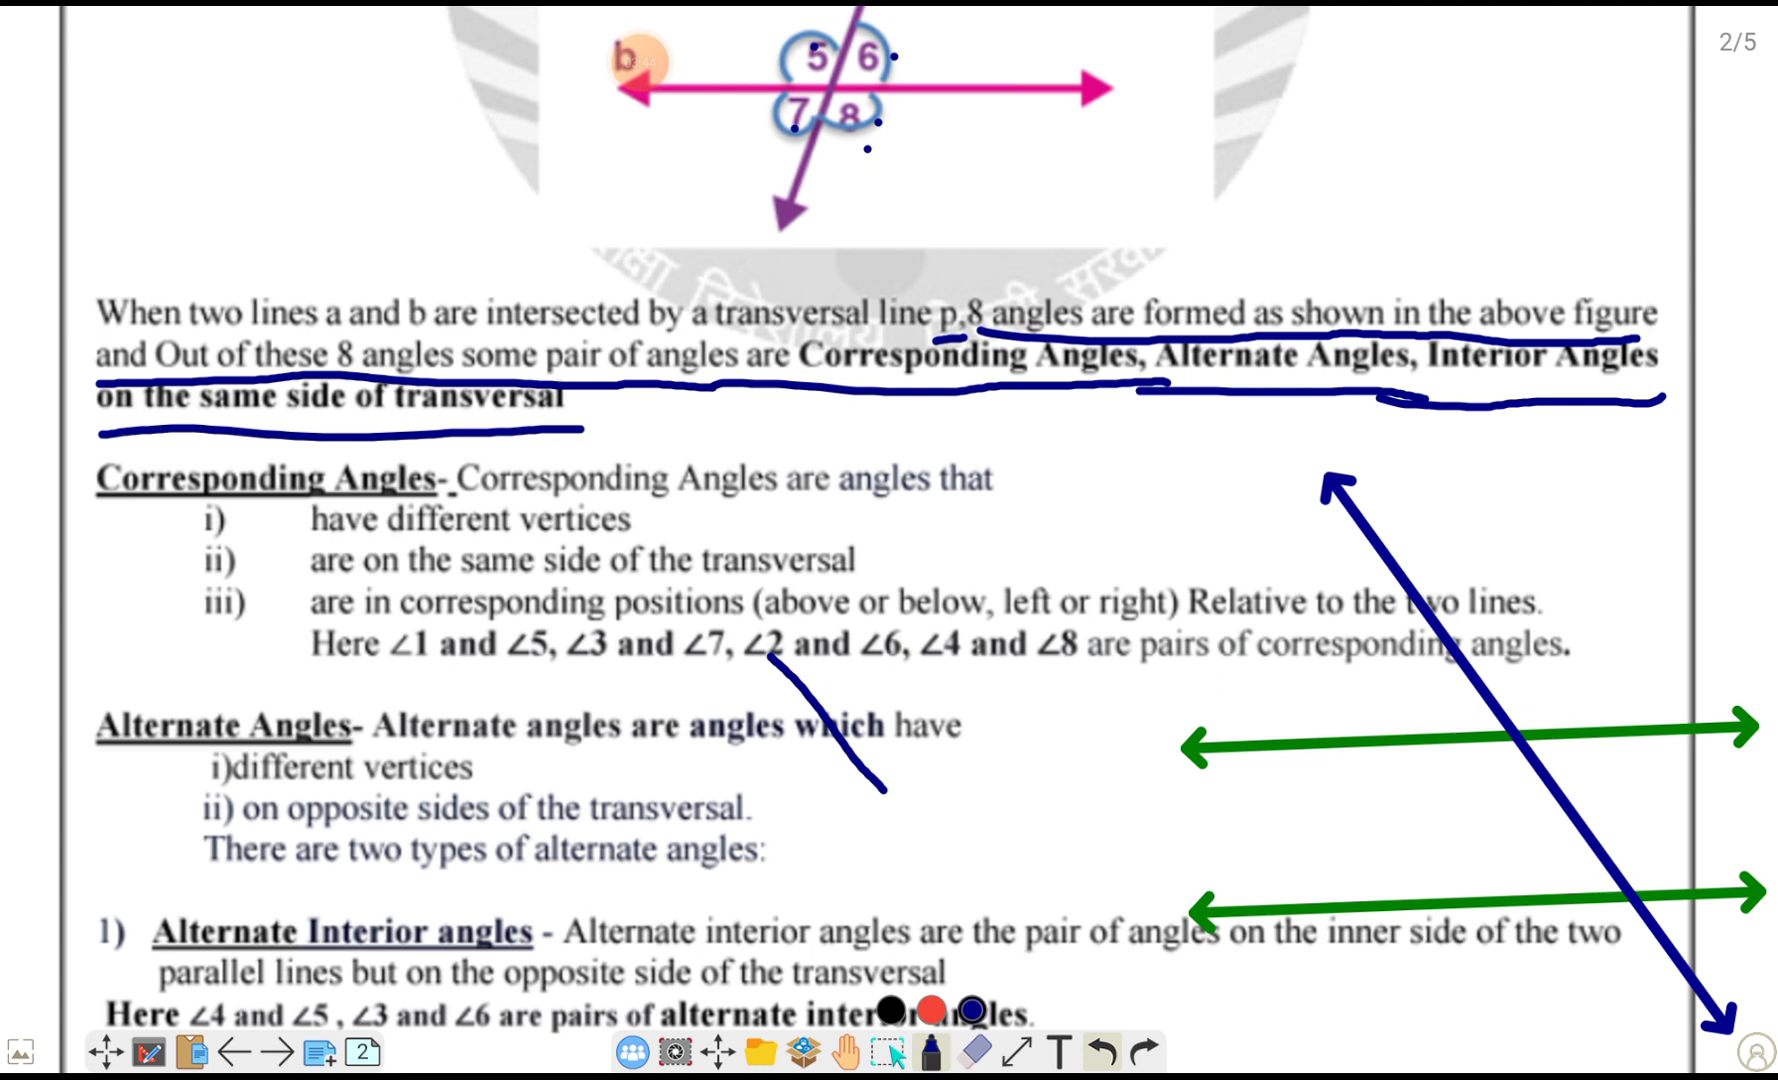 2/5
b
5 6
7 8
When two lines a and b are intersected by a transversal line p,8 angles are formed as shown in the above figure
and Out of these 8 angles some pair of angles are Corresponding Angles, Alternate Angles, Interior Angles
on the same side of transversal
Corresponding Angles- Corresponding Angles are angles that
i) have different vertices
ii) are on the same side of the transversal
iii) are in corresponding positions (above or below, left or right) Relative to the two lines.
Here ∠1 and ∠5, ∠3 and ∠7, ∠2 and ∠6, ∠4 and ∠8 are pairs of corresponding angles.
Alternate Angles- Alternate angles are angles which have
i)different vertices
ii) on opposite sides of the transversal.
There are two types of alternate angles:
1) Alternate Interior angles - Alternate interior angles are the pair of angles on the inner side of the two
parallel lines but on the opposite side of the transversal
Here ∠4 and ∠5 , ∠3 and ∠6 are pairs of alternate interior angles.
2 T